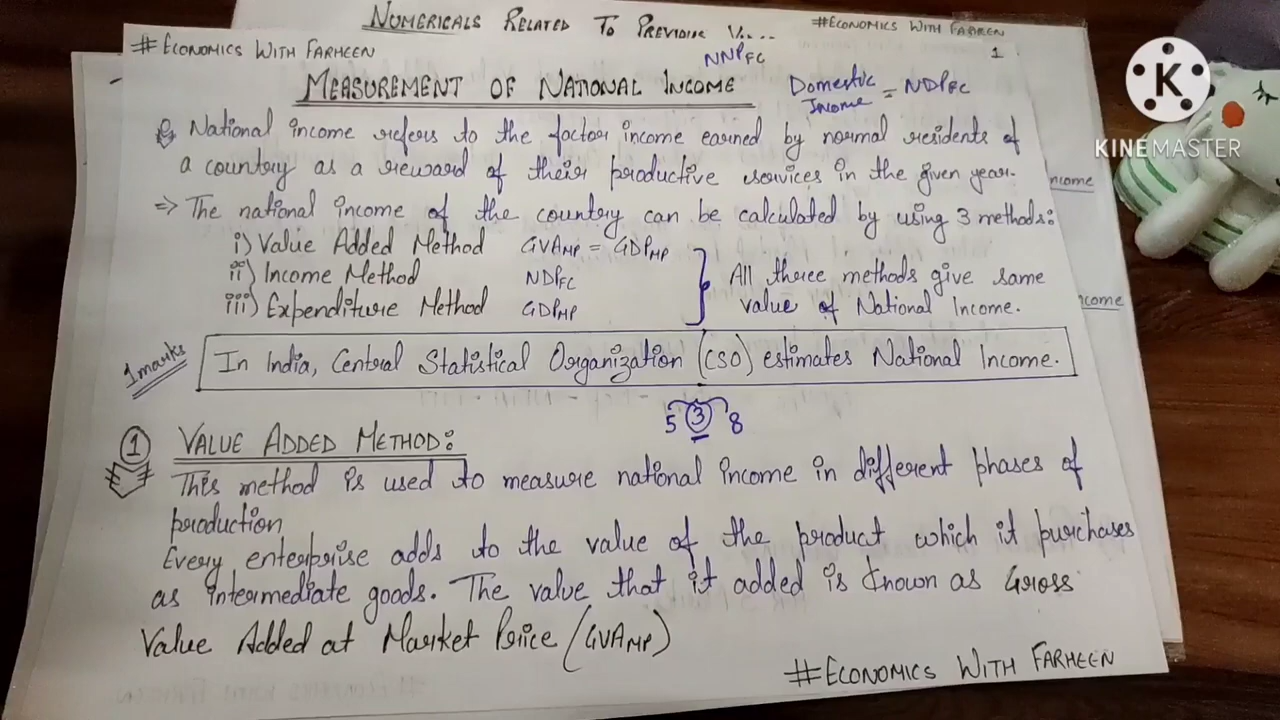 NUMERICALS RELATED TO PREVIOUS
#ECONOMICS WITH FARHEEN
#ECONOMICS WITH FARHEEN
1
NNPFC
MEASUREMENT OF NATIONAL INCOME
Domestic Income = NDPFC
National income refers to the factor income earned by normal residents of
a country as a reward of their productive services in the given year.
⇒ The national income of the country can be calculated by using 3 methods:
i) Value Added Method GVAMP = GDPMP
ii) Income Method NDPFC
iii) Expenditure Method GDPMP
All three methods give same
value of National Income.
1marks
In India, Central Statistical Organization (CSO) estimates National Income.
5 3 8
1 VALUE ADDED METHOD:
This method is used to measure national income in different phases of
production
Every enterprise adds to the value of the product which it purchases
as intermediate goods. The value that it added is known as Gross
Value Added at Market Price (GVAMP)
#ECONOMICS WITH FARHEEN
K
KINEMASTER
ncome
ncome